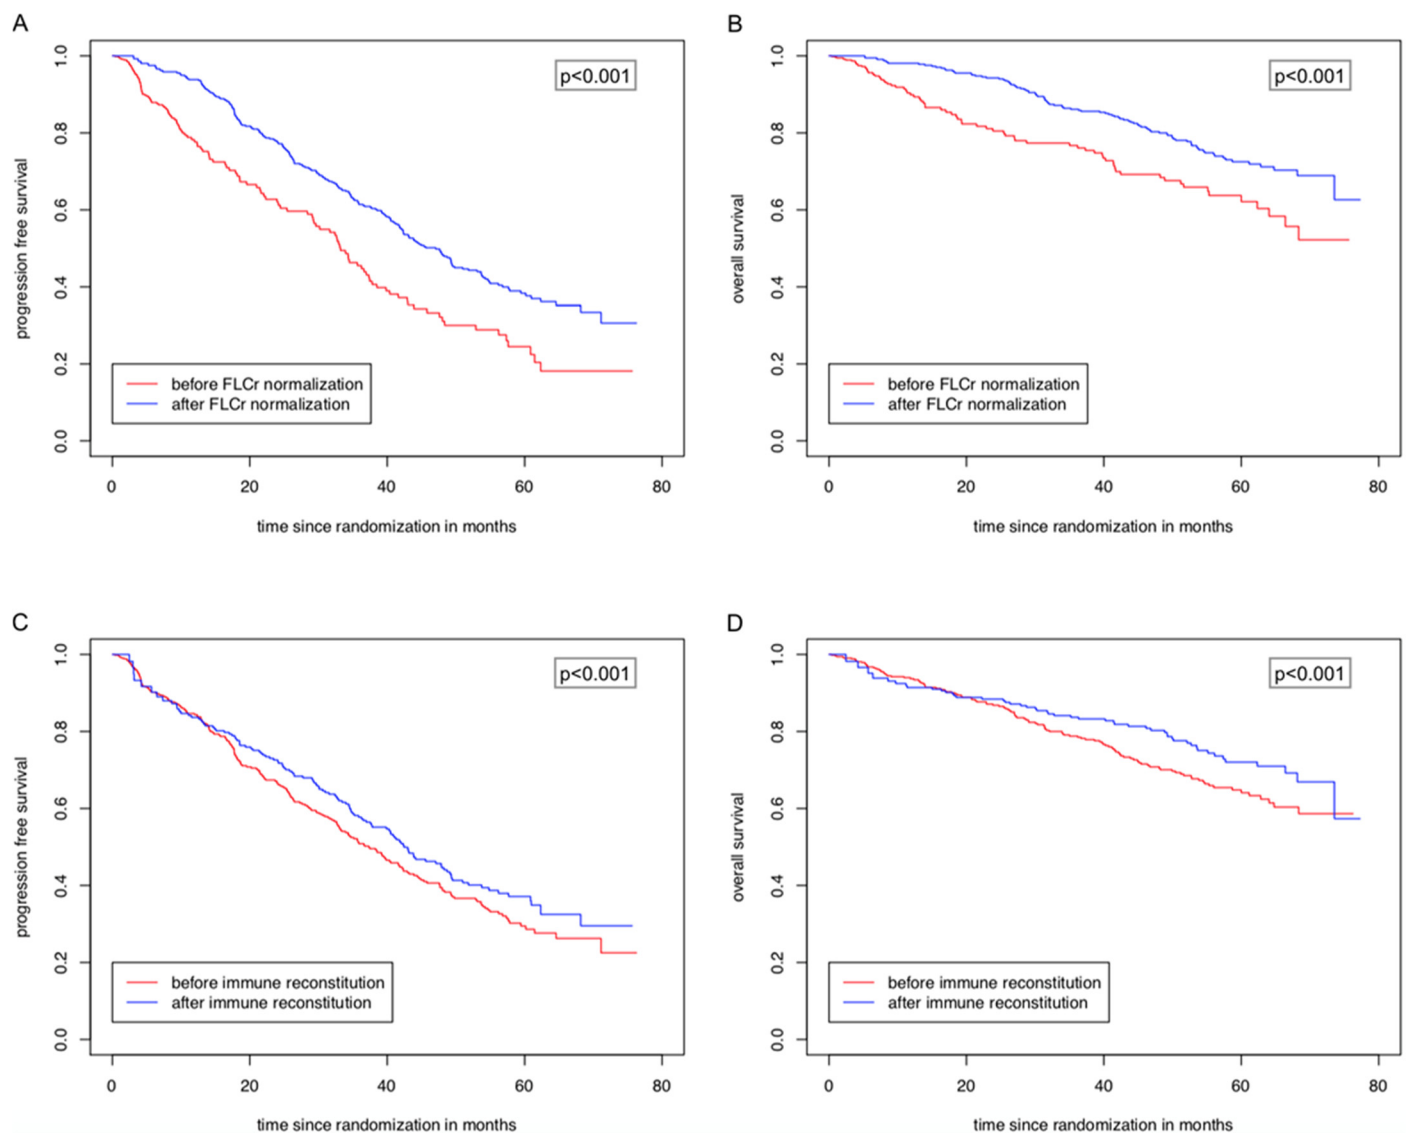 A
progression free survival
1.0
0.8
0.6
0.4
0.2
0.0
p<0.001
before FLCr normalization
after FLCr normalization
0 20 40 60 80
time since randomization in months
B
overall survival
1.0
0.8
0.6
0.4
0.2
0.0
p<0.001
before FLCr normalization
after FLCr normalization
0 20 40 60 80
time since randomization in months
C
progression free survival
1.0
0.8
0.6
0.4
0.2
0.0
p<0.001
before immune reconstitution
after immune reconstitution
0 20 40 60 80
time since randomization in months
D
overall survival
1.0
0.8
0.6
0.4
0.2
0.0
p<0.001
before immune reconstitution
after immune reconstitution
0 20 40 60 80
time since randomization in months